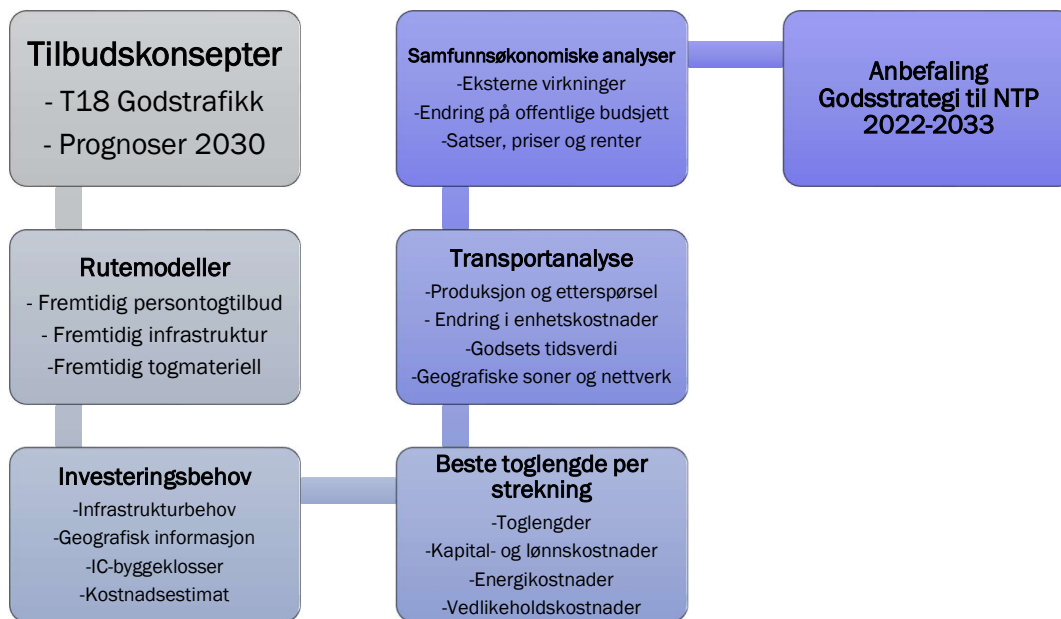 Tilbudskonsepter
- T18 Godstrafikk
- Prognoser 2030
Rutemodeller
- Fremtidig persontogtilbud
- Fremtidig infrastruktur
-Fremtidig togmateriell
Investeringsbehov
-Infrastrukturbehov
-Geografisk informasjon
-IC-byggeklosser
-Kostnadsestimat
Beste toglengde per
strekning
-Toglengder
-Kapital- og lønnskostnader
-Energikostnader
-Vedlikeholdskostnader
Transportanalyse
-Produksjon og etterspørsel
- Endring i enhetskostnader
-Godsets tidsverdi
-Geografiske soner og nettverk
Samfunnsøkonomiske analyser
-Eksterne virkninger
-Endring på offentlige budsjett
-Satser, priser og renter
Anbefaling
Godsstrategi til NTP
2022-2033